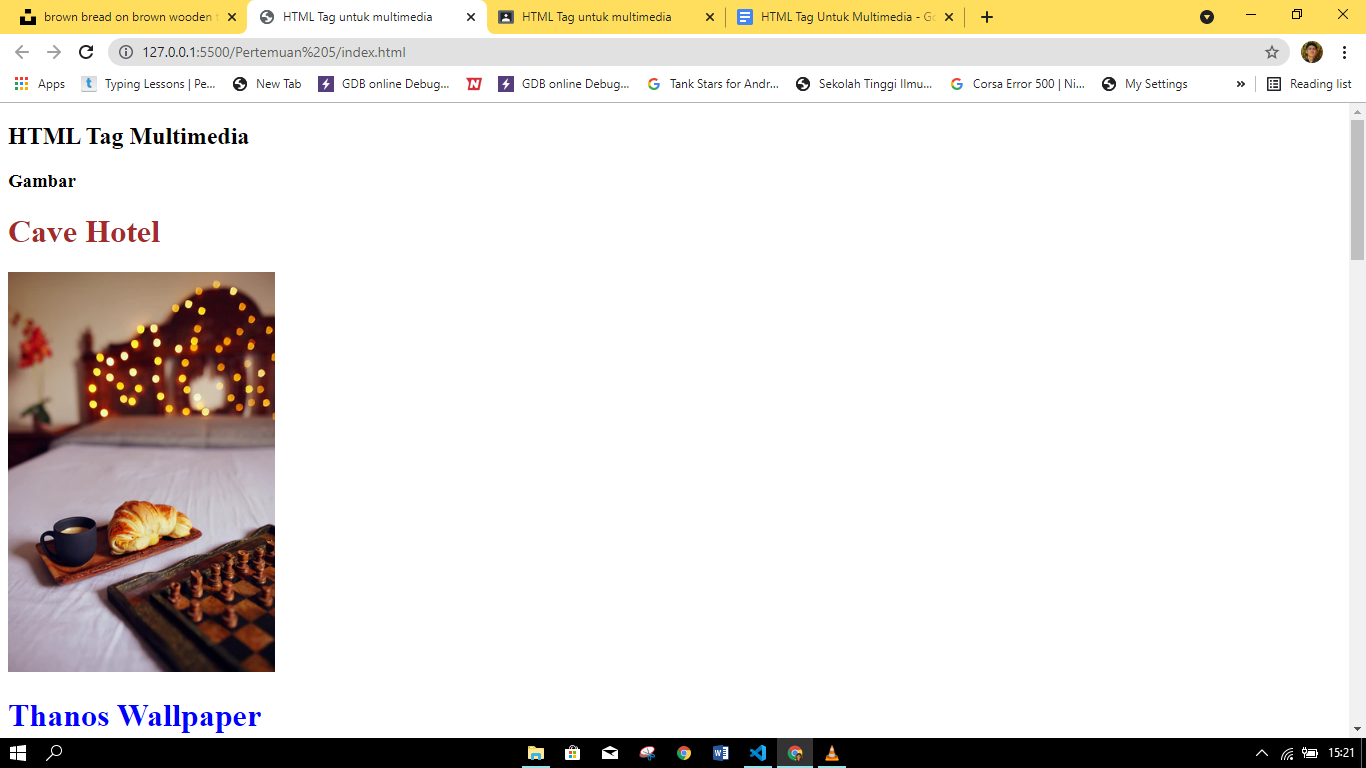 brown bread on brown wooden
HTML Tag untuk multimedia
HTML Tag untuk multimedia
HTML Tag Untuk Multimedia - Go
127.0.0.1:5500/Pertemuan%205/index.html
Apps
Typing Lessons | Pe...
New Tab
GDB online Debug...
GDB online Debug...
Tank Stars for Andr...
Sekolah Tinggi Ilmu...
Corsa Error 500 | Ni...
My Settings
»
Reading list
HTML Tag Multimedia
Gambar
Cave Hotel
Thanos Wallpaper
15:21